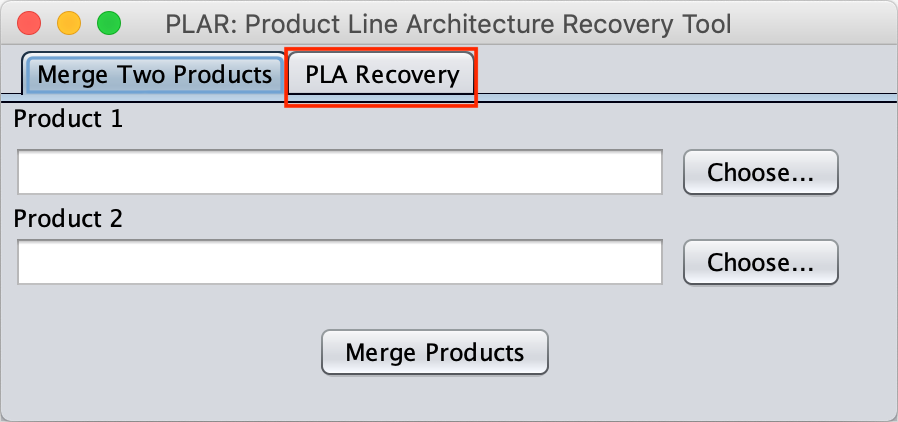 PLAR: Product Line Architecture Recovery Tool
Merge Two Products PLA Recovery
Product 1
Choose...
Product 2
Choose...
Merge Products